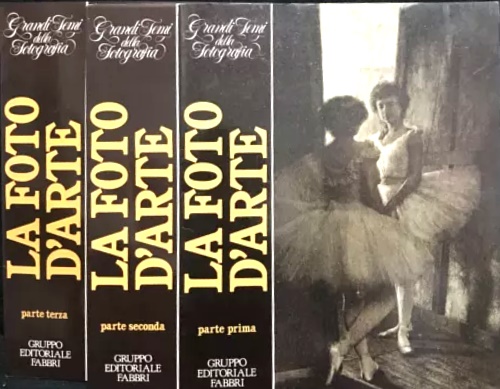 Grandi Temi
della
Fotografia
LA FOTO
D'ARTE
parte terza
GRUPPO
EDITORIALE
FABBRI
Grandi Temi
della
Fotografia
LA FOTO
D'ARTE
parte seconda
GRUPPO
EDITORIALE
FABBRI
Grandi Temi
della
Fotografia
LA FOTO
D'ARTE
parte prima
GRUPPO
EDITORIALE
FABBRI